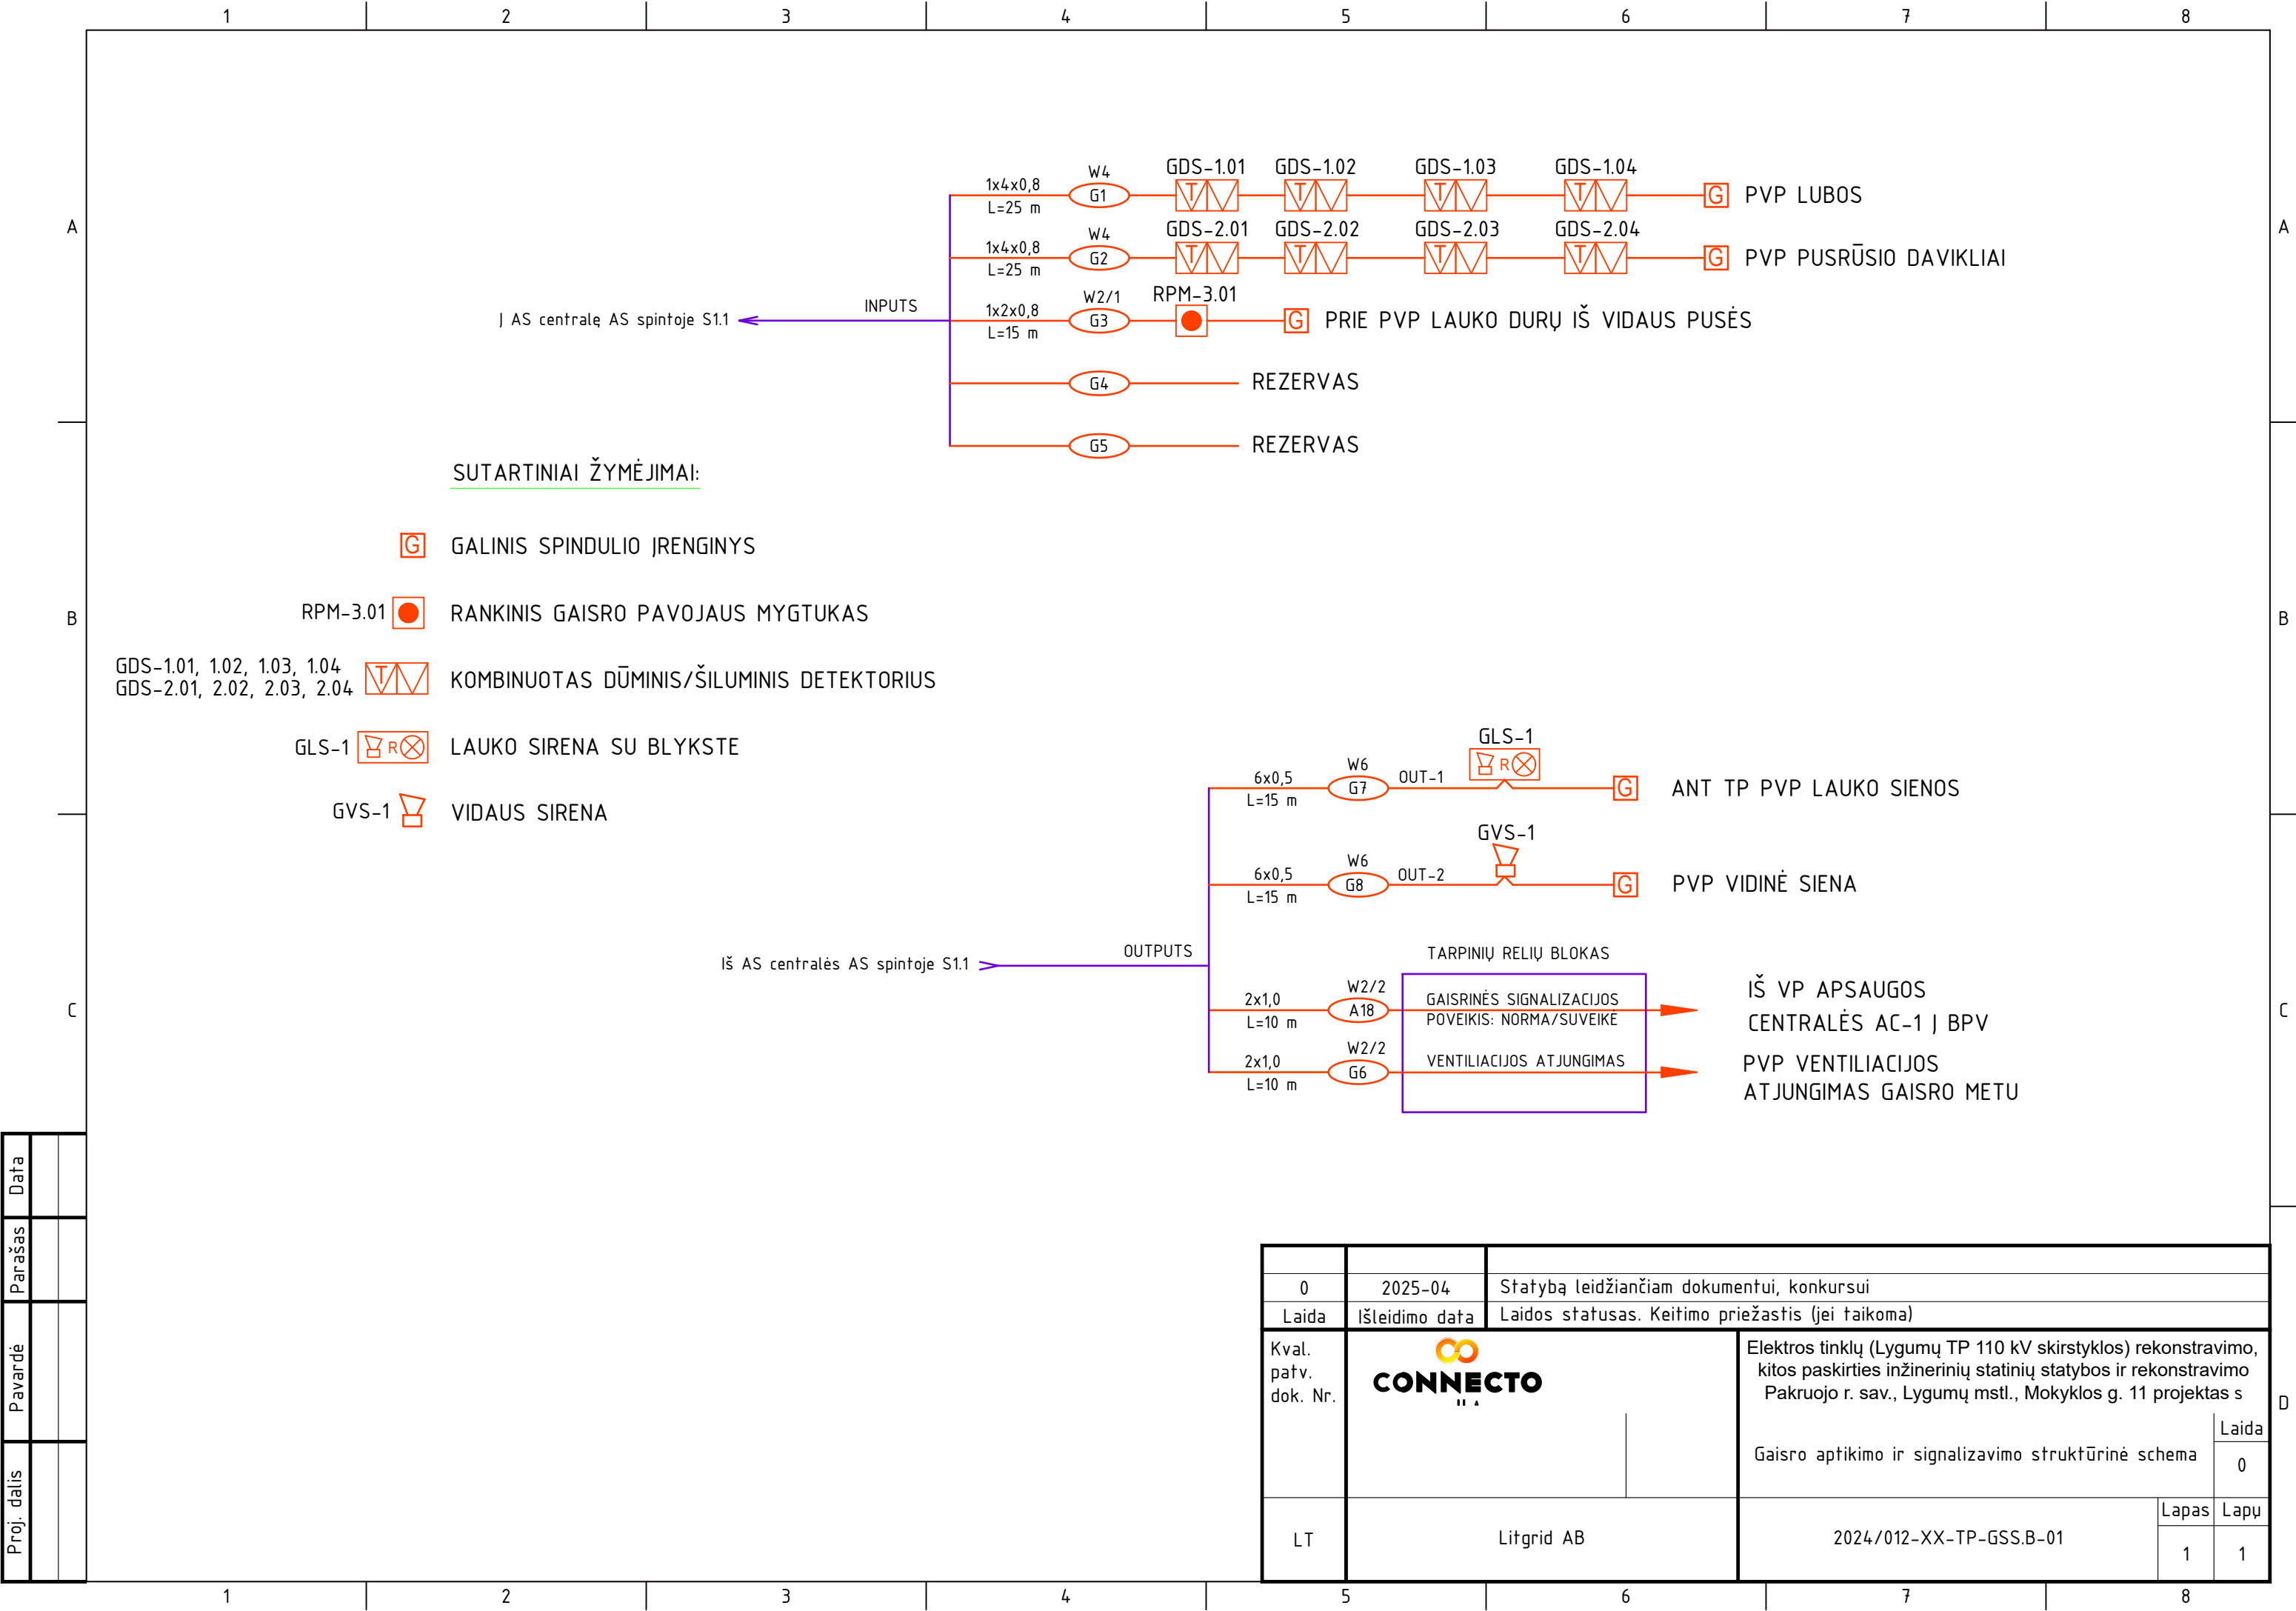 1 2 3 4 5 6 7 8
A A
B B
C C
D
W4
1x4x0,8 G1 GDS-1.01 GDS-1.02 GDS-1.03 GDS-1.04
T T T T G PVP LUBOS
L=25 m
W4
1x4x0,8 G2 GDS-2.01 GDS-2.02 GDS-2.03 GDS-2.04
T T T T G PVP PUSRŪSIO DAVIKLIAI
L=25 m
Į AS centralę AS spintoje S1.1 INPUTS
W2/1 RPM-3.01
1x2x0,8 G3 G PRIE PVP LAUKO DURŲ IŠ VIDAUS PUSĖS
L=15 m
G4 REZERVAS
G5 REZERVAS
SUTARTINIAI ŽYMĖJIMAI:
G GALINIS SPINDULIO ĮRENGINYS
RPM-3.01 RANKINIS GAISRO PAVOJAUS MYGTUKAS
GDS-1.01, 1.02, 1.03, 1.04
GDS-2.01, 2.02, 2.03, 2.04 T KOMBINUOTAS DŪMINIS/ŠILUMINIS DETEKTORIUS
GLS-1 R LAUKO SIRENA SU BLYKSTE
GVS-1 VIDAUS SIRENA
GLS-1
R
W6
6x0,5 G7 OUT-1 G ANT TP PVP LAUKO SIENOS
L=15 m
GVS-1
W6
6x0,5 G8 OUT-2 G PVP VIDINĖ SIENA
L=15 m
Iš AS centralės AS spintoje S1.1 OUTPUTS
TARPINIŲ RELIŲ BLOKAS
W2/2
2x1,0 A18 GAISRINĖS SIGNALIZACIJOS
L=10 m POVEIKIS: NORMA/SUVEIKĖ
IŠ VP APSAUGOS
CENTRALĖS AC-1 Į BPV
W2/2
2x1,0 G6 VENTILIACIJOS ATJUNGIMAS
L=10 m
PVP VENTILIACIJOS
ATJUNGIMAS GAISRO METU
Data
Parašas
Pavardė
Proj. dalis
0 2025-04 Statybą leidžiančiam dokumentui, konkursui
Laida Išleidimo data Laidos statusas. Keitimo priežastis (jei taikoma)
Kval.
patv.
dok. Nr.
CONNECTO
Elektros tinklų (Lygumų TP 110 kV skirstyklos) rekonstravimo,
kitos paskirties inžinerinių statinių statybos ir rekonstravimo
Pakruojo r. sav., Lygumų mstl., Mokyklos g. 11 projektas s
Gaisro aptikimo ir signalizavimo struktūrinė schema
Laida
0
LT Litgrid AB 2024/012-XX-TP-GSS.B-01
Lapas Lapų
1 1
1 2 3 4 5 6 7 8